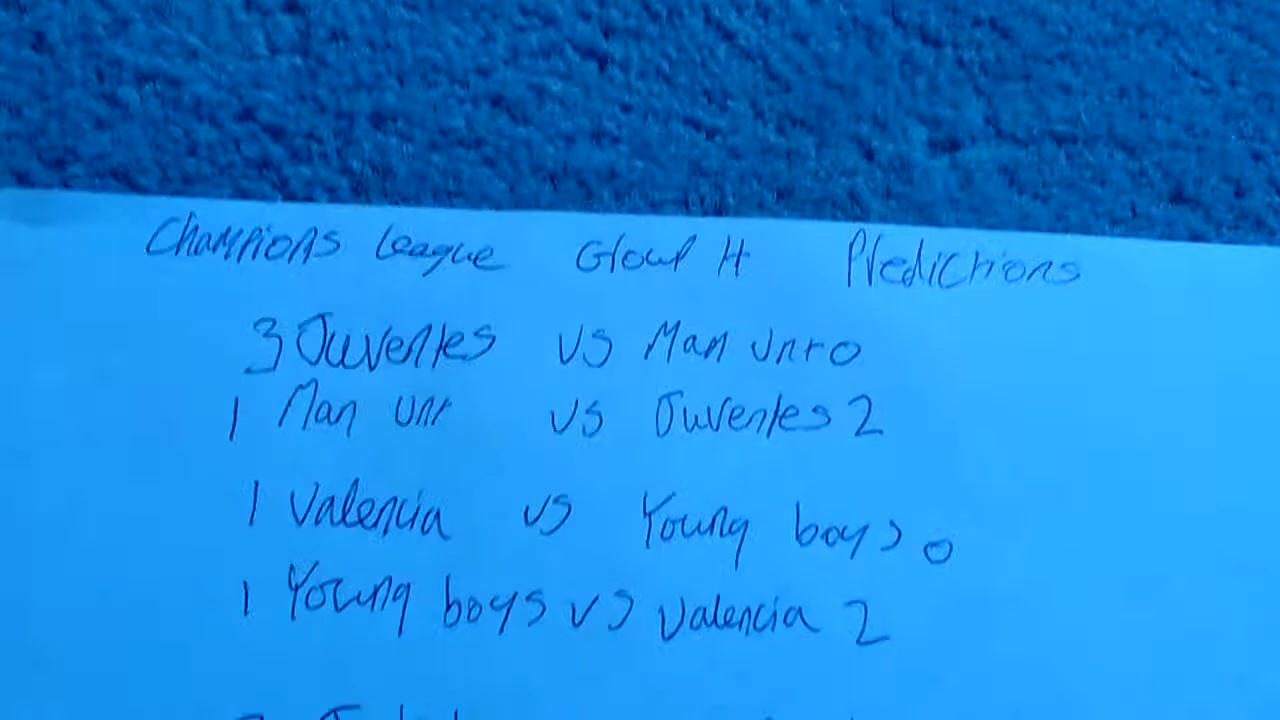 Champions League Group H Predictions
3 Juventes vs Man Unt 0
1 Man Unt vs Juventes 2
1 Valencia vs Young boys 0
1 Young boys vs Valencia 2